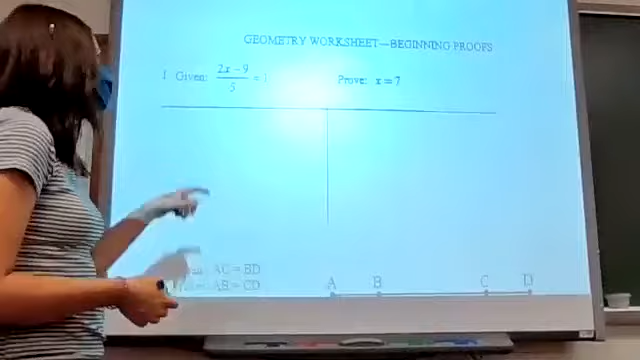 GEOMETRY WORKSHEET—BEGINNING PROOFS
1 Given: (2x - 9)/5 = 1 Prove: x = 7
AC = BD
AB = CD
A B C D